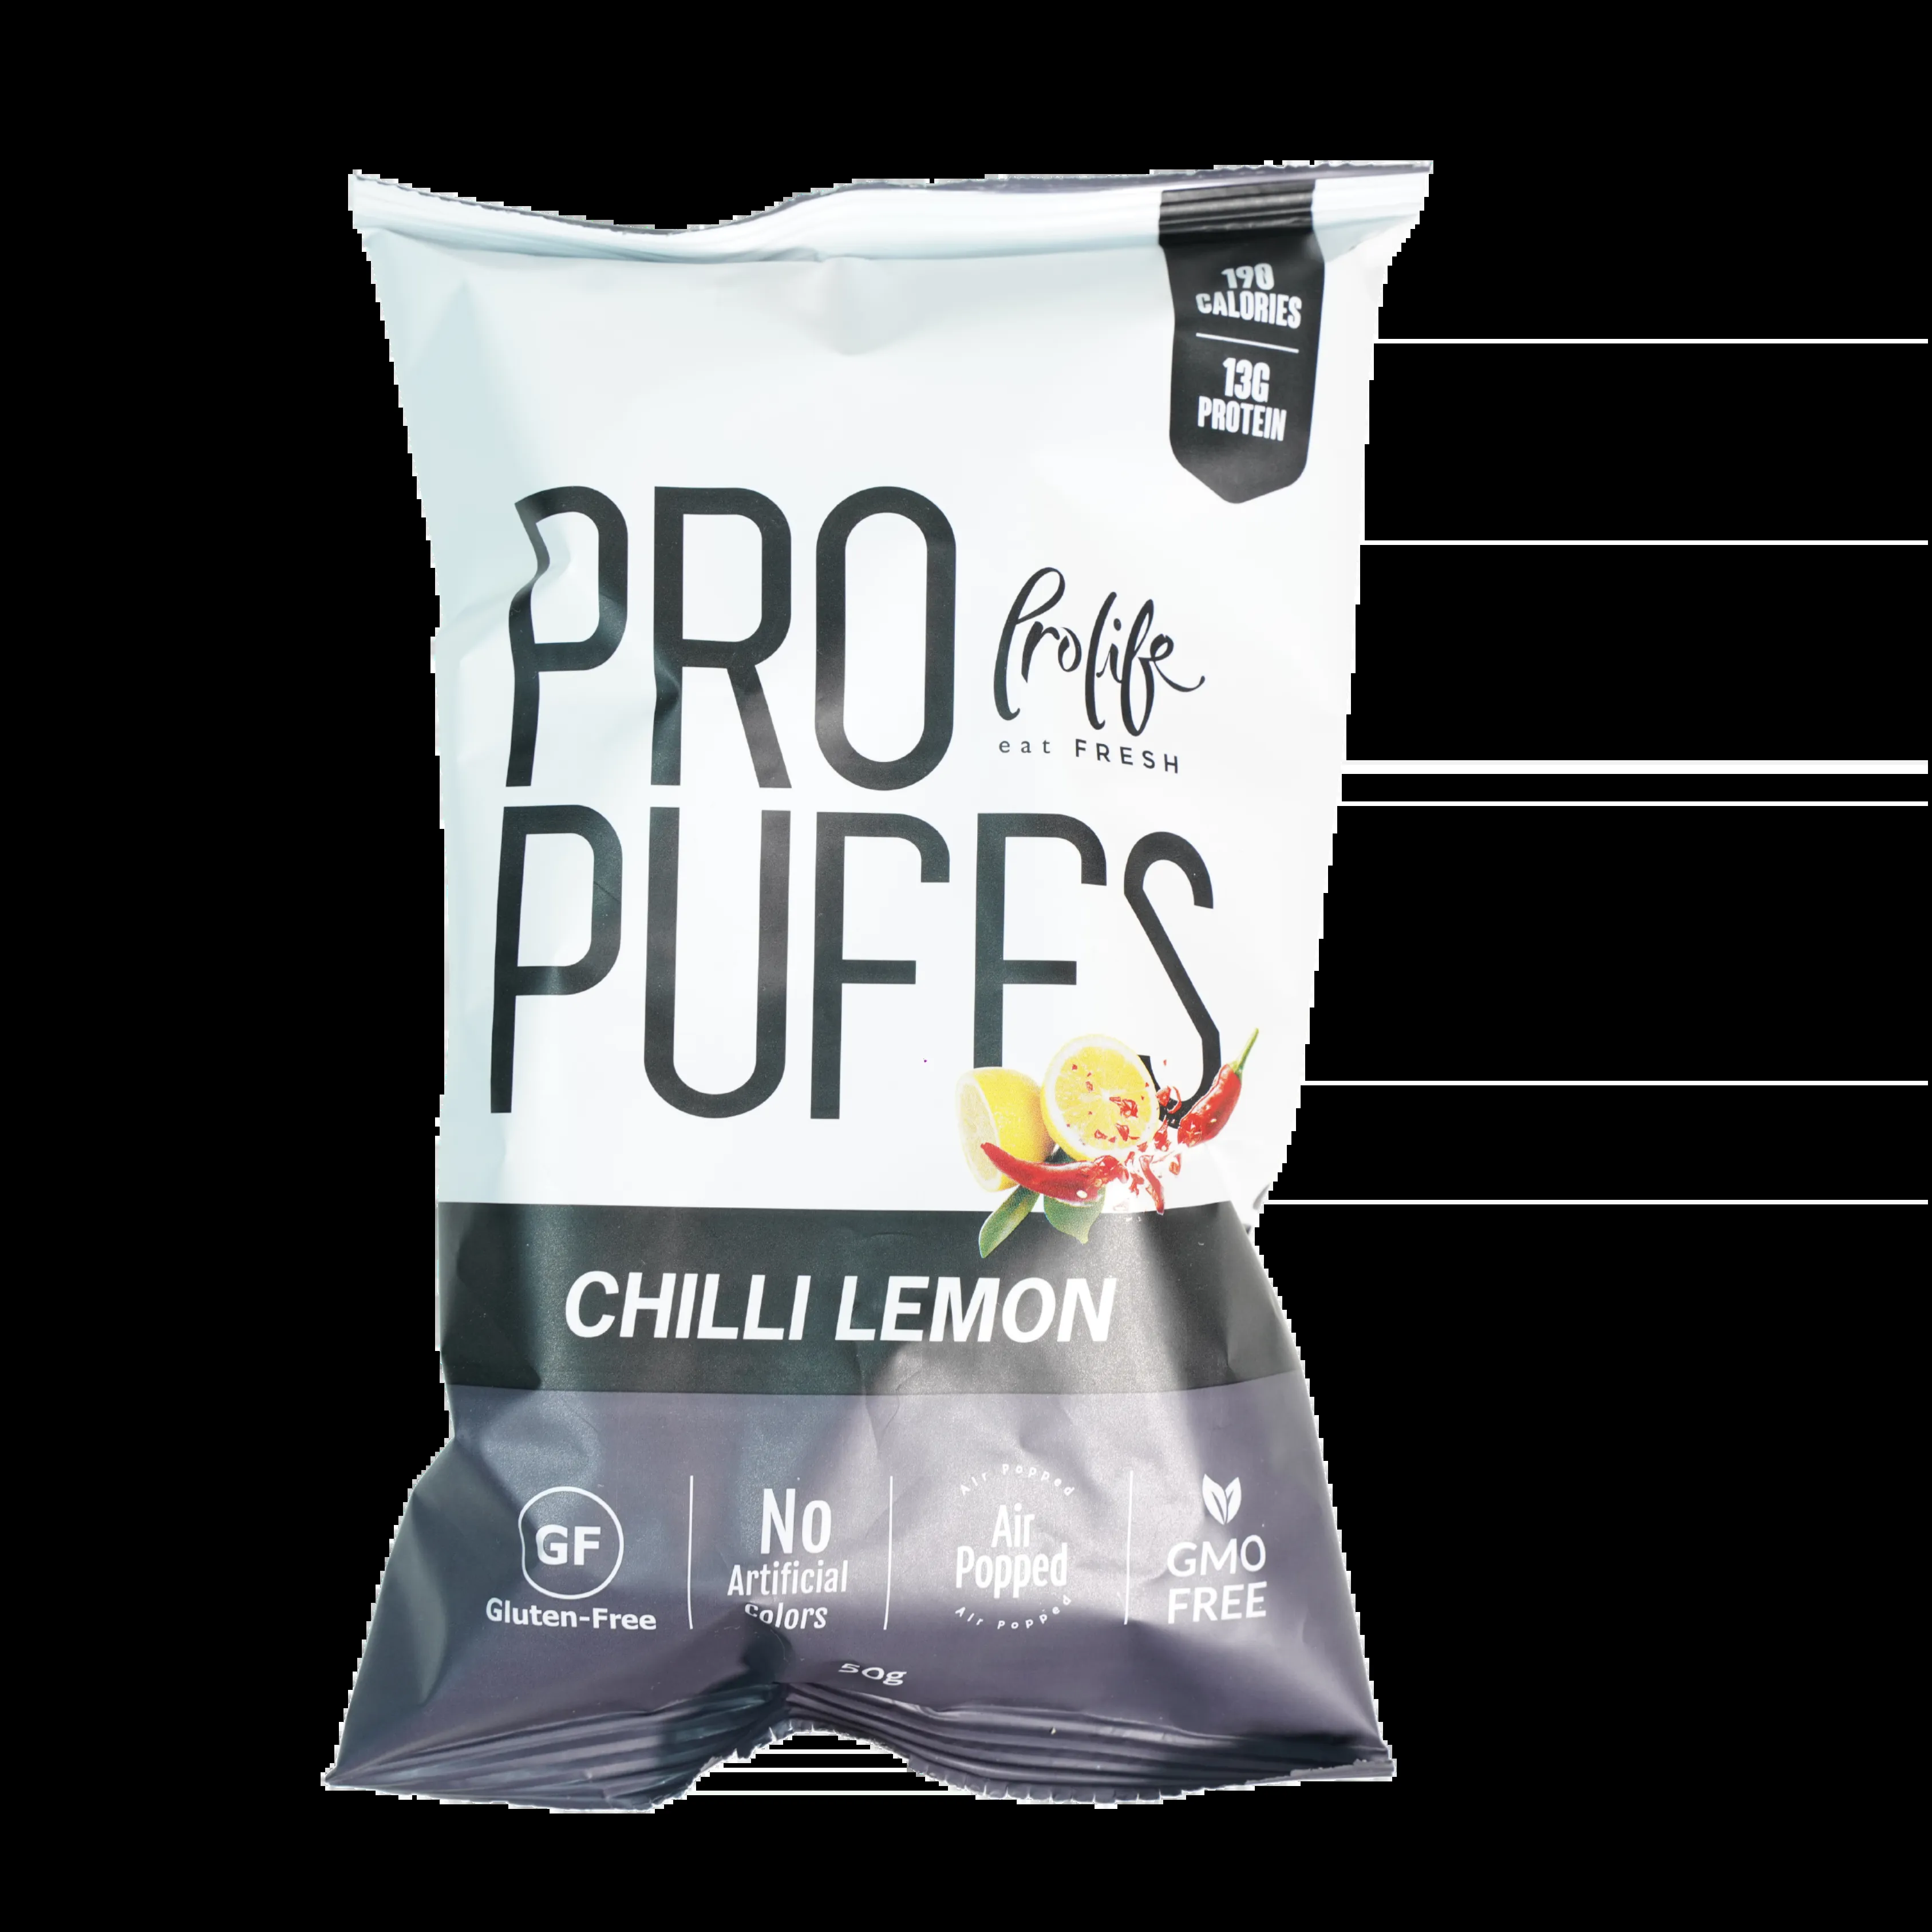 190
CALORIES
13G
PROTEIN
PRO
Prolife
eat FRESH
PUFFS
CHILLI LEMON
GF
Gluten-Free
No
Artificial
colors
Air Popped
Air
Popped
Air Popped
GMO
FREE
50g